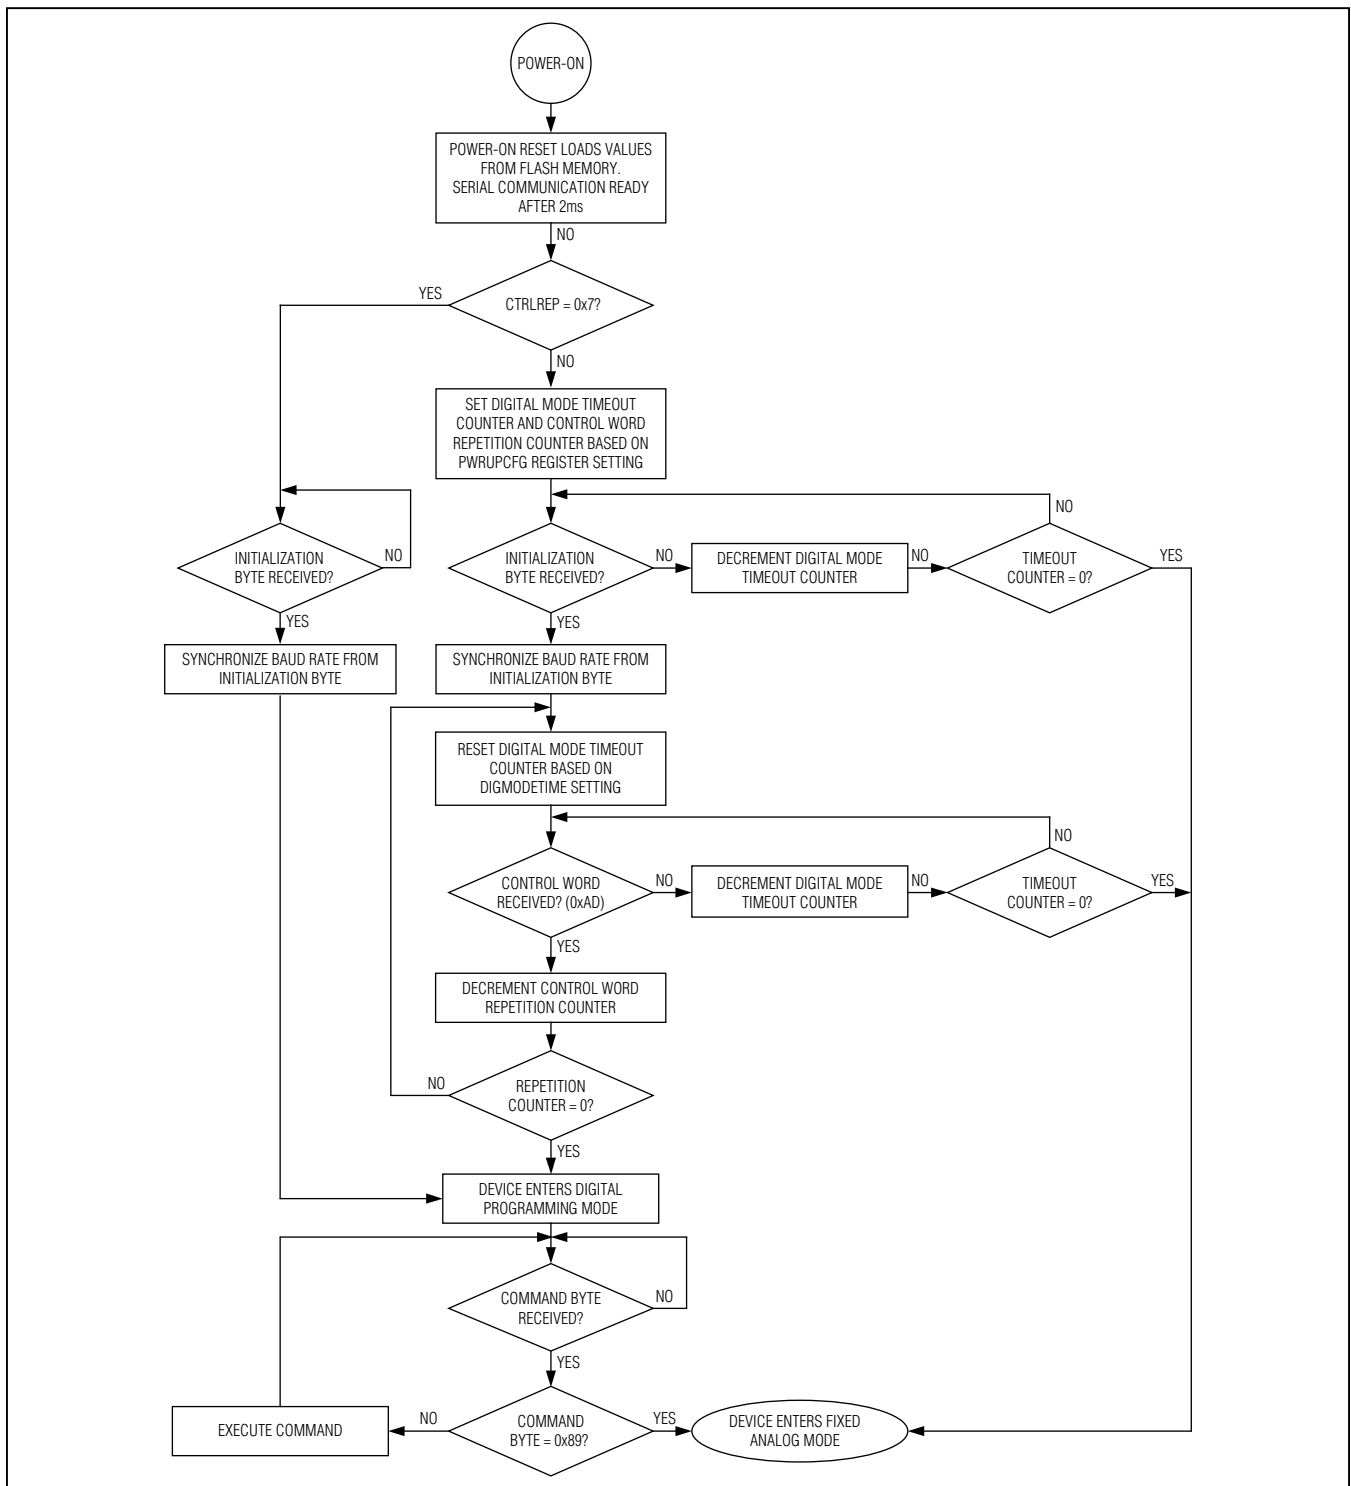 POWER-ON
POWER-ON RESET LOADS VALUES
FROM FLASH MEMORY.
SERIAL COMMUNICATION READY
AFTER 2ms
NO
YES
CTRLREP = 0x7?
NO
SET DIGITAL MODE TIMEOUT
COUNTER AND CONTROL WORD
REPETITION COUNTER BASED ON
PWRUPCFG REGISTER SETTING
NO
INITIALIZATION
BYTE RECEIVED?
NO
INITIALIZATION
BYTE RECEIVED?
NO
DECREMENT DIGITAL MODE
TIMEOUT COUNTER
NO
TIMEOUT
COUNTER = 0?
YES
YES
YES
SYNCHRONIZE BAUD RATE FROM
INITIALIZATION BYTE
SYNCHRONIZE BAUD RATE FROM
INITIALIZATION BYTE
RESET DIGITAL MODE TIMEOUT
COUNTER BASED ON
DIGMODETIME SETTING
NO
CONTROL WORD
RECEIVED? (0xAD)
NO
DECREMENT DIGITAL MODE
TIMEOUT COUNTER
NO
TIMEOUT
COUNTER = 0?
YES
YES
DECREMENT CONTROL WORD
REPETITION COUNTER
NO
REPETITION
COUNTER = 0?
YES
DEVICE ENTERS DIGITAL
PROGRAMMING MODE
COMMAND BYTE
RECEIVED?
NO
YES
EXECUTE COMMAND
NO
COMMAND
BYTE = 0x89?
YES
DEVICE ENTERS FIXED
ANALOG MODE